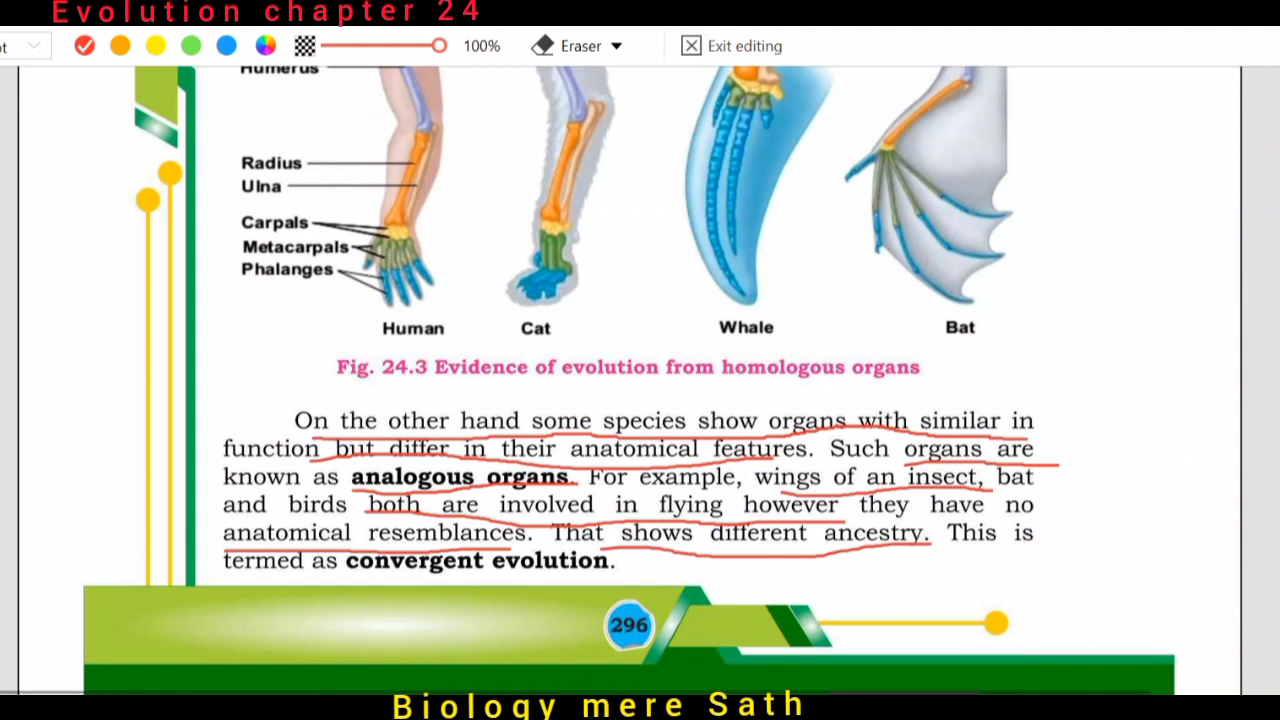 Evolution chapter 24
100%
Eraser
Exit editing
Humerus
Radius
Ulna
Carpals
Metacarpals
Phalanges
Human Cat Whale Bat
Fig. 24.3 Evidence of evolution from homologous organs
On the other hand some species show organs with similar in
function but differ in their anatomical features. Such organs are
known as analogous organs. For example, wings of an insect, bat
and birds both are involved in flying however they have no
anatomical resemblances. That shows different ancestry. This is
termed as convergent evolution.
296
Biology mere Sath